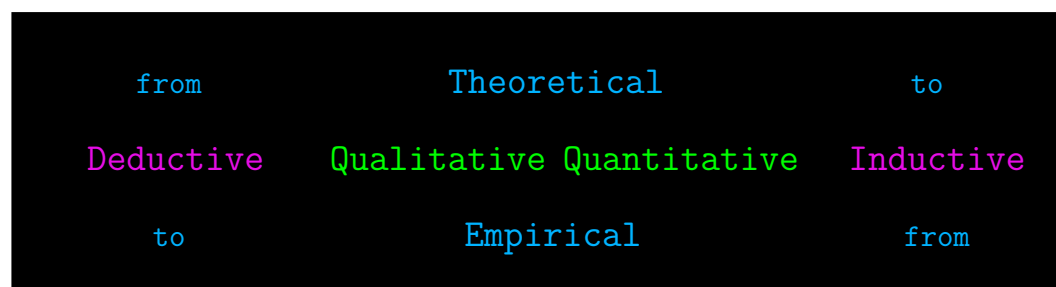 from Theoretical to
Deductive Qualitative Quantitative Inductive
to Empirical from